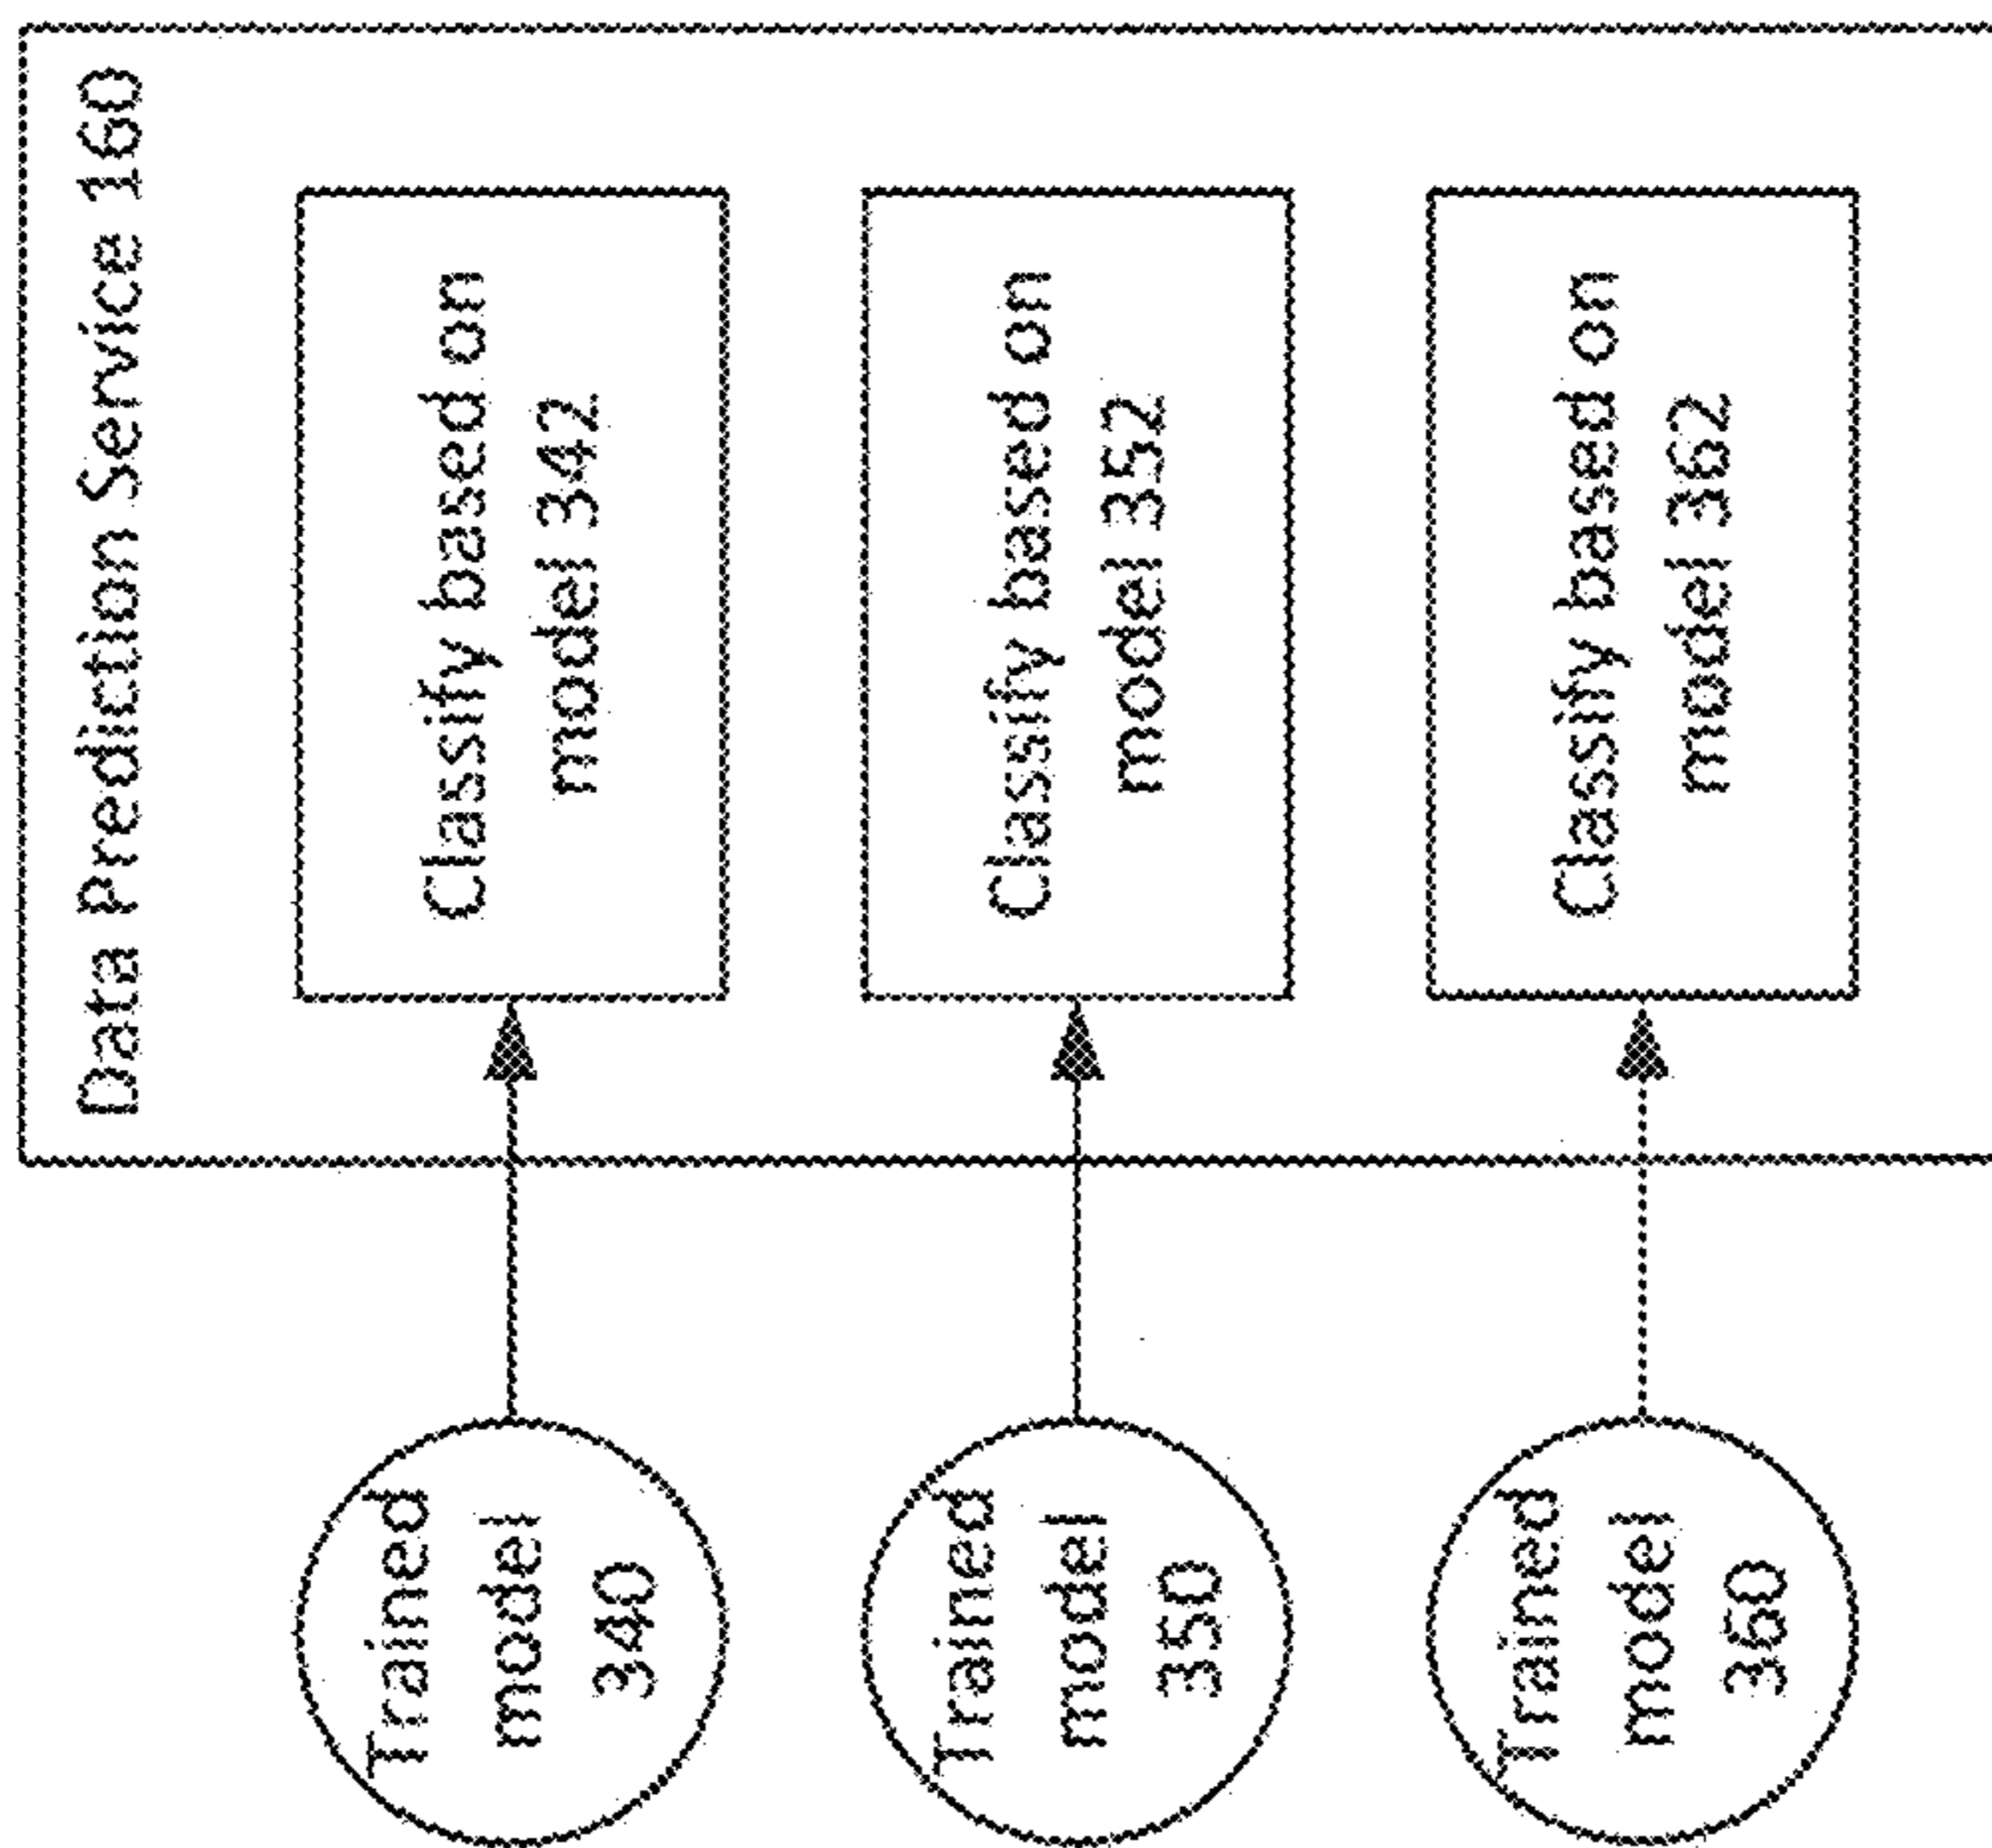 Data Prediction Service 160
Trained
model
340
Classify based on
model 342
Trained
model
350
Classify based on
model 352
Trained
model
360
Classify based on
model 362